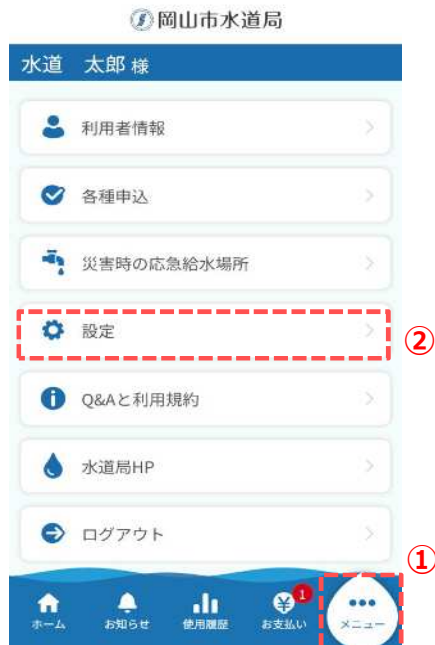 岡山市水道局
水道 太郎 様
利用者情報
各種申込
災害時の応急給水場所
設定
②
Q&Aと利用規約
水道局HP
ログアウト
①
1
ホーム お知らせ 使用履歴 お支払い メニュー